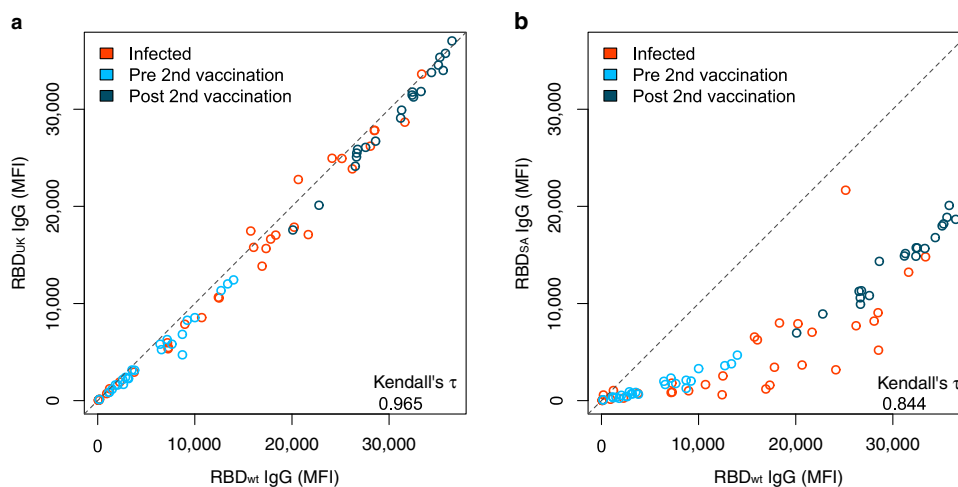 a
Infected
Pre 2nd vaccination
Post 2nd vaccination
Kendall's τ
0.965
30,000
20,000
10,000
0
RBDUK IgG (MFI)
0
10,000
20,000
30,000
RBDwt IgG (MFI)
b
Infected
Pre 2nd vaccination
Post 2nd vaccination
Kendall's τ
0.844
30,000
20,000
10,000
0
RBDSA IgG (MFI)
0
10,000
20,000
30,000
RBDwt IgG (MFI)